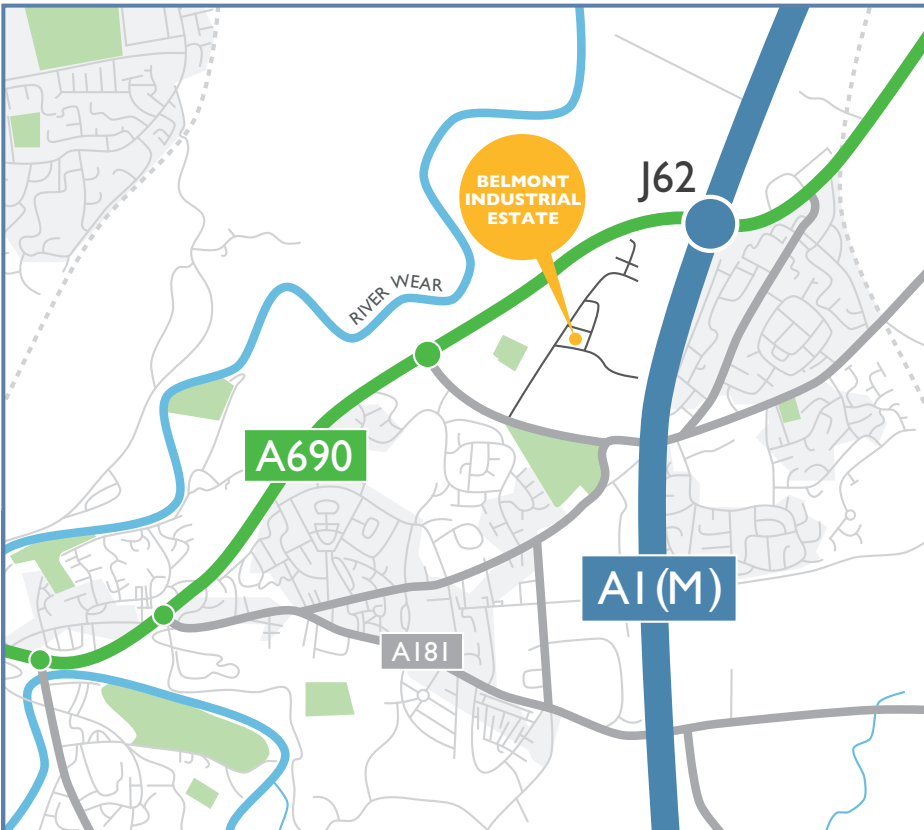 J62
BELMONT
INDUSTRIAL
ESTATE
RIVER WEAR
A690
A1(M)
A181